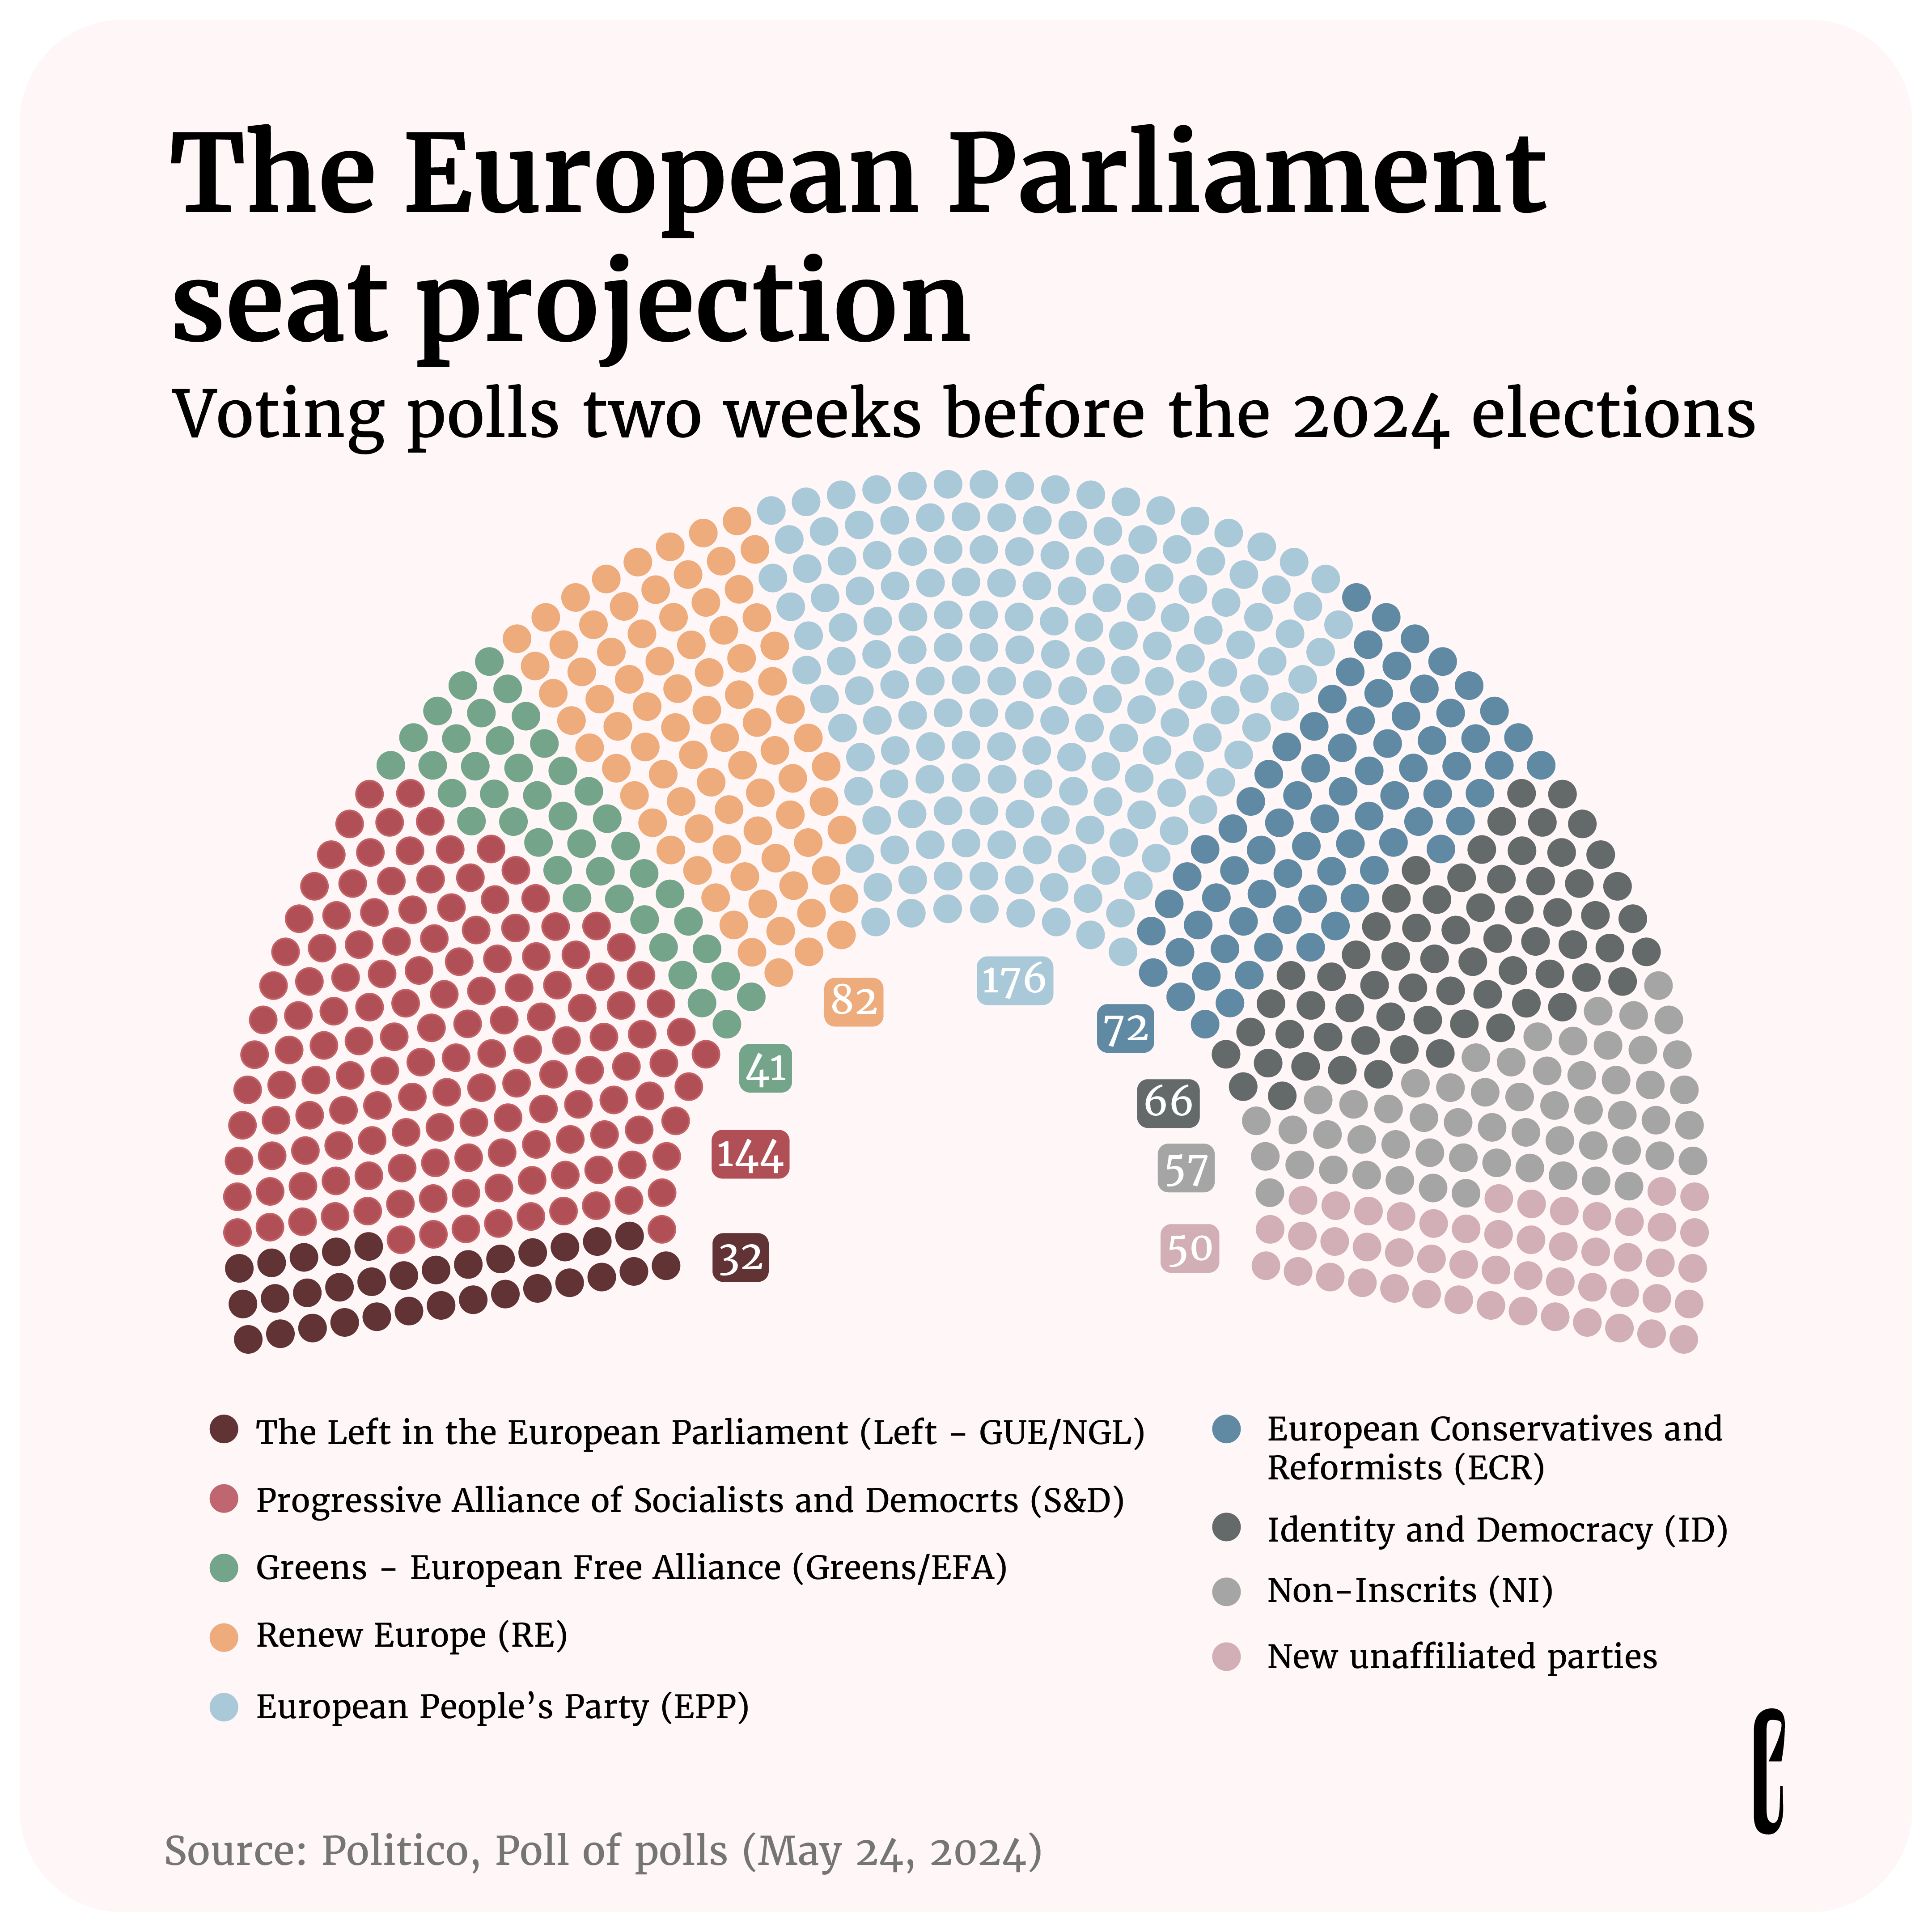 The European Parliament
seat projection
Voting polls two weeks before the 2024 elections
82
176
72
41
66
144
57
32
50
The Left in the European Parliament (Left - GUE/NGL)
Progressive Alliance of Socialists and Democrts (S&D)
Greens - European Free Alliance (Greens/EFA)
Renew Europe (RE)
European People's Party (EPP)
European Conservatives and
Reformists (ECR)
Identity and Democracy (ID)
Non-Inscrits (NI)
New unaffiliated parties
Source: Politico, Poll of polls (May 24, 2024)